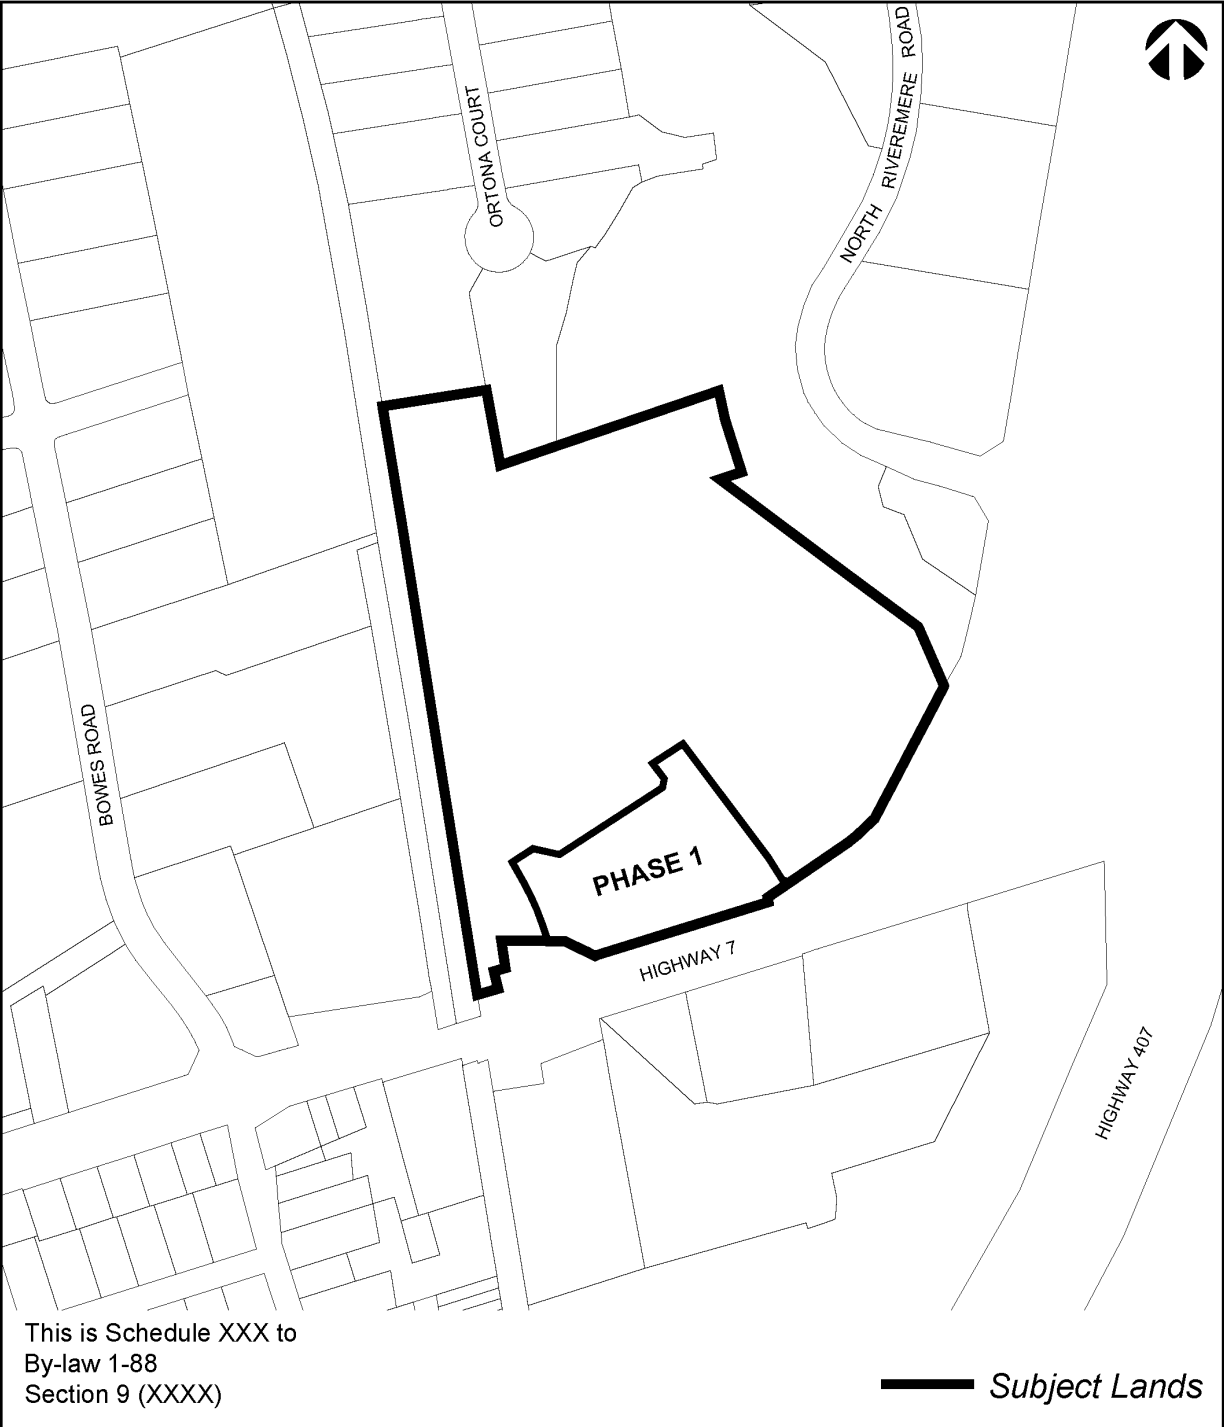 ORTONA COURT
NORTH RIVEREMERE ROAD
BOWES ROAD
PHASE 1
HIGHWAY 7
HIGHWAY 407
This is Schedule XXX to
By-law 1-88
Section 9 (XXXX)
Subject Lands